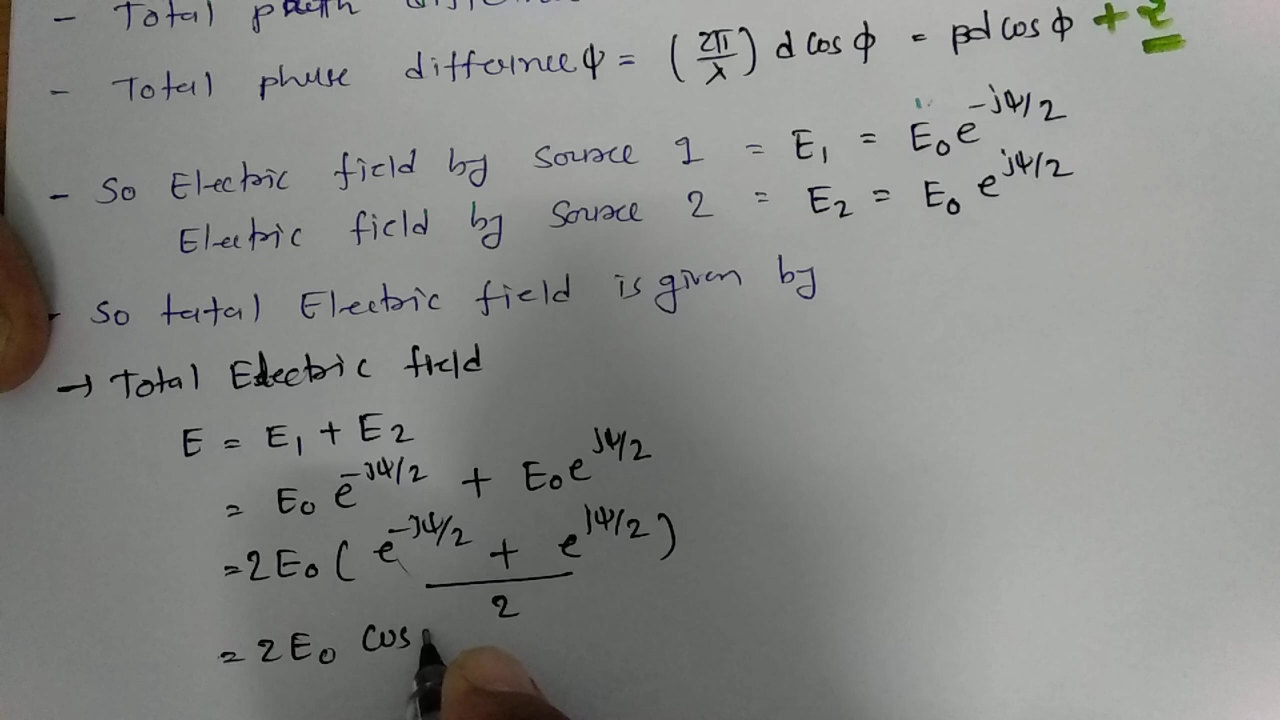 - Total path
- Total phase difference ψ = (2π/λ) d cos φ = βd cos φ +
- So Electric field by source 1 = E₁ = E₀e^(-jψ/2)
Electric field by source 2 = E₂ = E₀ e^(jψ/2)
- So tatal Electric field is given by
→ Total Electric field
E = E₁ + E₂
= E₀ e^(-jψ/2) + E₀e^(jψ/2)
= 2E₀ (e^(-jψ/2) + e^(jψ/2))/2
= 2E₀ cos